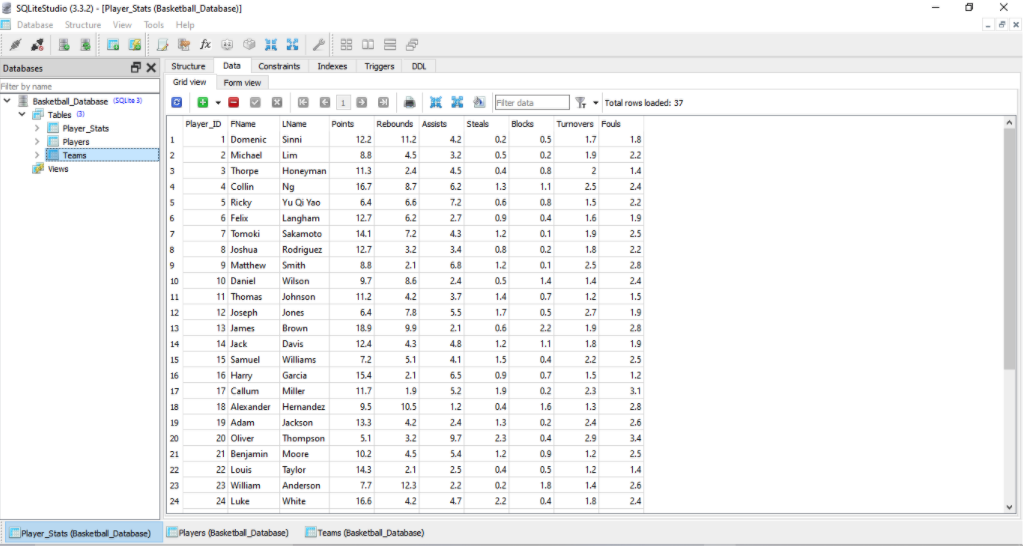 SQLiteStudio (3.3.2) - [Player_Stats (Basketball_Database)]
Database Structure View Tools Help
Databases
Filter by name
Basketball_Database (SQLite 3)
Tables (3)
Player_Stats
Players
Teams
Views
Structure Data Constraints Indexes Triggers DDL
Grid view Form view
1 Filter data Total rows loaded: 37
Player_ID FName LName Points Rebounds Assists Steals Blocks Turnovers Fouls
1 1 Domenic Sinni 12.2 11.2 4.2 0.2 0.5 1.7 1.8
2 2 Michael Lim 8.8 4.5 3.2 0.5 0.2 1.9 2.2
3 3 Thorpe Honeyman 11.3 2.4 4.5 0.4 0.8 2 1.4
4 4 Collin Ng 16.7 8.7 6.2 1.3 1.1 2.5 2.4
5 5 Ricky Yu Qi Yao 6.4 6.6 7.2 0.6 0.8 1.5 2.2
6 6 Felix Langham 12.7 6.2 2.7 0.9 0.4 1.6 1.9
7 7 Tomoki Sakamoto 14.1 7.2 4.3 1.2 0.1 1.9 2.5
8 8 Joshua Rodriguez 12.7 3.2 3.4 0.8 0.2 1.8 2.2
9 9 Matthew Smith 8.8 2.1 6.8 1.2 0.1 2.5 2.8
10 10 Daniel Wilson 9.7 8.6 2.4 0.5 1.4 1.4 2.4
11 11 Thomas Johnson 11.2 4.2 3.7 1.4 0.7 1.2 1.5
12 12 Joseph Jones 6.4 7.8 5.5 1.7 0.5 2.7 1.9
13 13 James Brown 18.9 9.9 2.1 0.6 2.2 1.9 2.8
14 14 Jack Davis 12.4 4.3 4.8 1.2 1.1 1.8 1.9
15 15 Samuel Williams 7.2 5.1 4.1 1.5 0.4 2.2 2.5
16 16 Harry Garcia 15.4 2.1 6.5 0.9 0.7 1.5 1.2
17 17 Callum Miller 11.7 1.9 5.2 1.9 0.2 2.3 3.1
18 18 Alexander Hernandez 9.5 10.5 1.2 0.4 1.6 1.3 2.8
19 19 Adam Jackson 13.3 4.2 2.4 1.3 0.2 2.4 2.6
20 20 Oliver Thompson 5.1 3.2 9.7 2.3 0.4 2.9 3.4
21 21 Benjamin Moore 10.2 4.5 5.4 1.2 0.9 1.2 2.5
22 22 Louis Taylor 14.3 2.1 2.5 0.4 0.5 1.2 1.4
23 23 William Anderson 7.7 12.3 2.2 0.2 1.8 1.4 2.6
24 24 Luke White 16.6 4.2 4.7 2.2 0.4 1.8 2.4
Player_Stats (Basketball_Database) Players (Basketball_Database) Teams (Basketball_Database)